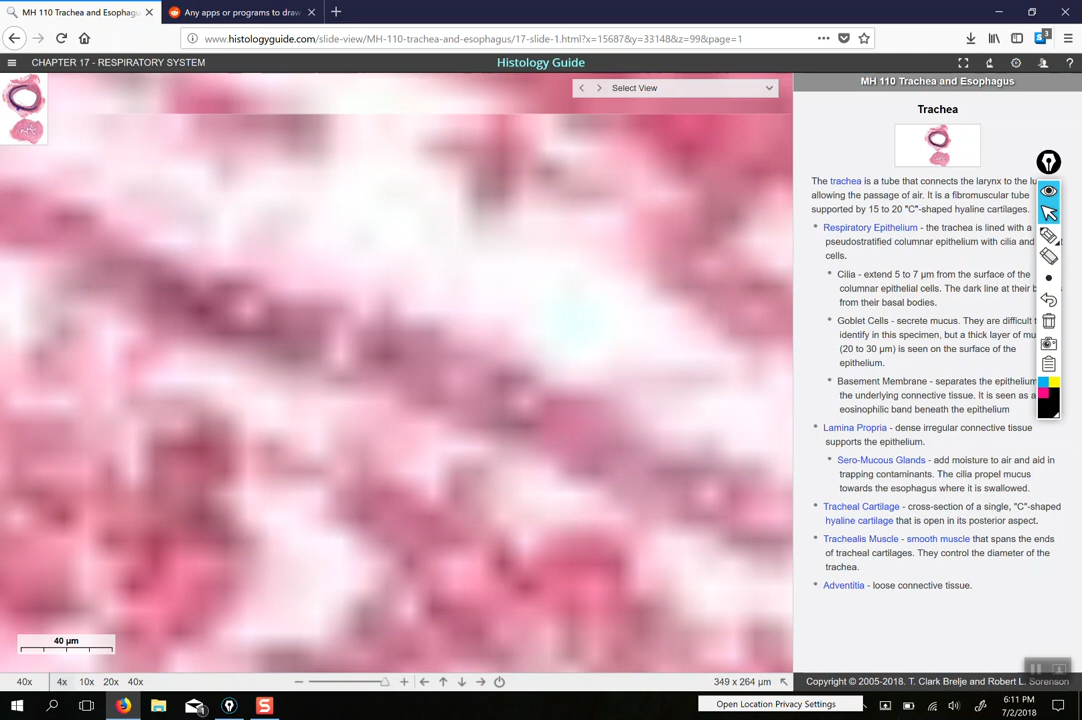 MH 110 Trachea and Esophagus
Any apps or programs to draw
www.histologyguide.com/slide-view/MH-110-trachea-and-esophagus/17-slide-1.html?x=15687&y=33148&z=99&page=1
3
CHAPTER 17 - RESPIRATORY SYSTEM
Histology Guide
?
Select View
MH 110 Trachea and Esophagus
Trachea
The trachea is a tube that connects the larynx to the lu
allowing the passage of air. It is a fibromuscular tube
supported by 15 to 20 "C"-shaped hyaline cartilages.
Respiratory Epithelium - the trachea is lined with a
pseudostratified columnar epithelium with cilia and
cells.
Cilia - extend 5 to 7 µm from the surface of the
columnar epithelial cells. The dark line at their b
from their basal bodies.
Goblet Cells - secrete mucus. They are difficult t
identify in this specimen, but a thick layer of mu
(20 to 30 µm) is seen on the surface of the
epithelium.
Basement Membrane - separates the epithelium
the underlying connective tissue. It is seen as a
eosinophilic band beneath the epithelium
Lamina Propria - dense irregular connective tissue
supports the epithelium.
Sero-Mucous Glands - add moisture to air and aid in
trapping contaminants. The cilia propel mucus
towards the esophagus where it is swallowed.
Tracheal Cartilage - cross-section of a single, "C"-shaped
hyaline cartilage that is open in its posterior aspect.
Trachealis Muscle - smooth muscle that spans the ends
of tracheal cartilages. They control the diameter of the
trachea.
Adventitia - loose connective tissue.
40 µm
40x 4x 10x 20x 40x
349 x 264 µm
Copyright © 2005-2018. T. Clark Brelje and Robert L. Sorenson
Open Location Privacy Settings
6:11 PM
7/2/2018